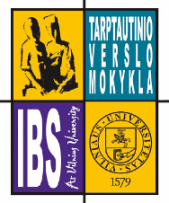 TARPTAUTINIO
VERSLO
MOKYKLA
IBS
At Vilnius University
VILNIAUS UNIVERSITETAS
1579